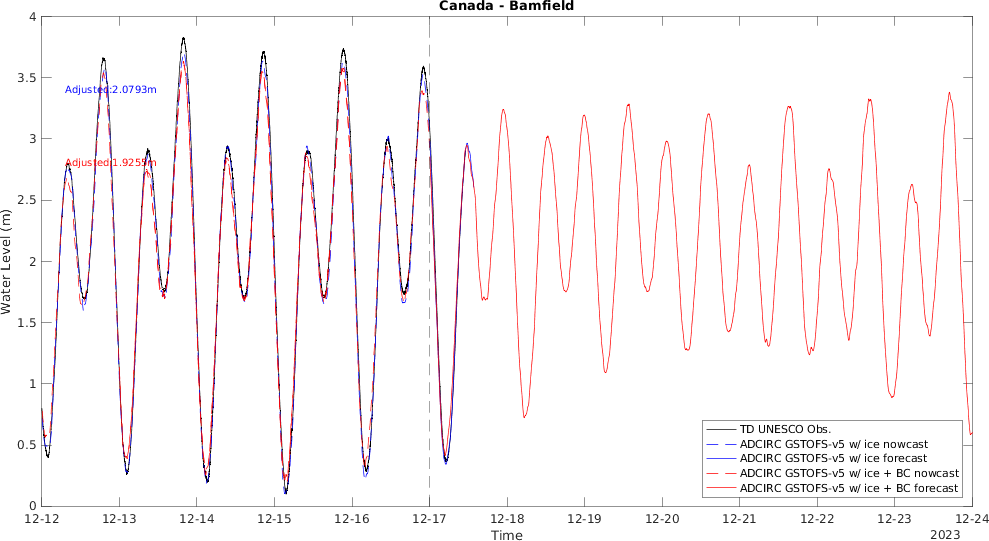 Canada - Bamfield
4
3.5
3
2.5
2
1.5
1
0.5
0
Water Level (m)
Adjusted:2.0793m
Adjusted:1.9255m
TD UNESCO Obs.
ADCIRC GSTOFS-v5 w/ ice nowcast
ADCIRC GSTOFS-v5 w/ ice forecast
ADCIRC GSTOFS-v5 w/ ice + BC nowcast
ADCIRC GSTOFS-v5 w/ ice + BC forecast
12-12 12-13 12-14 12-15 12-16 12-17 12-18 12-19 12-20 12-21 12-22 12-23 12-24
Time
2023